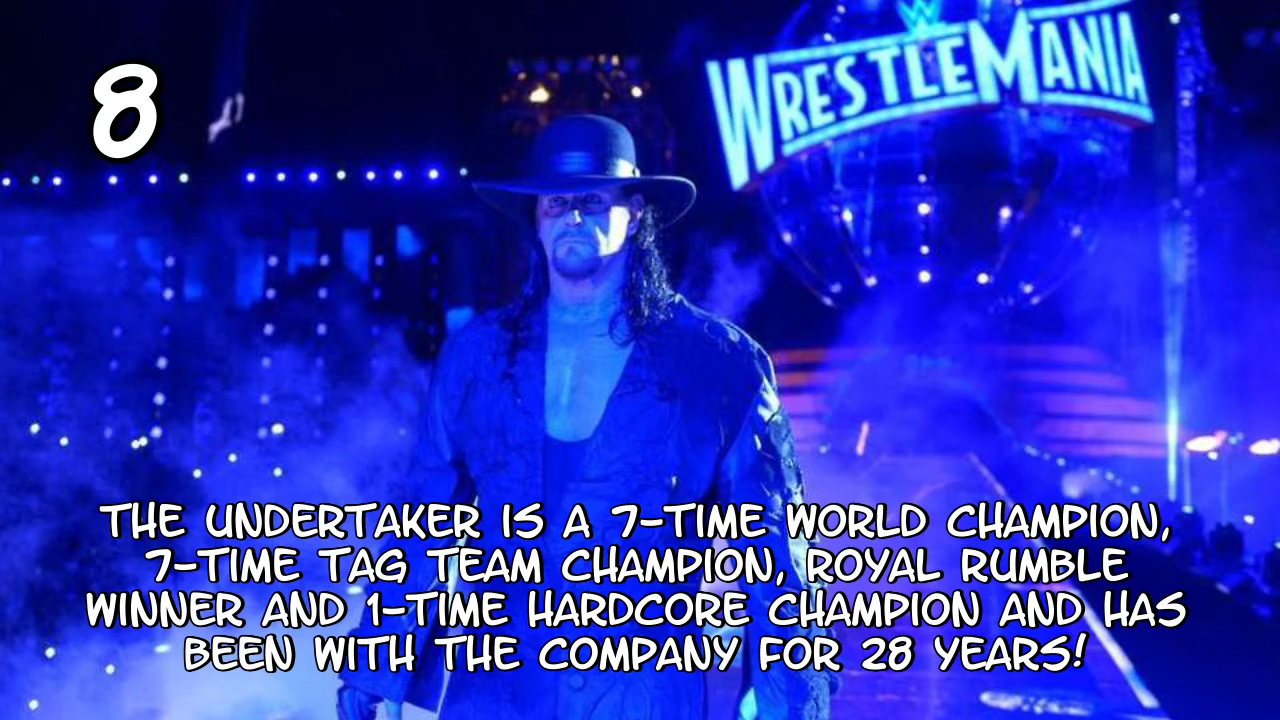 8
WRESTLEMANIA
THE UNDERTAKER IS A 7-TIME WORLD CHAMPION,
7-TIME TAG TEAM CHAMPION, ROYAL RUMBLE
WINNER AND 1-TIME HARDCORE CHAMPION AND HAS
BEEN WITH THE COMPANY FOR 28 YEARS!